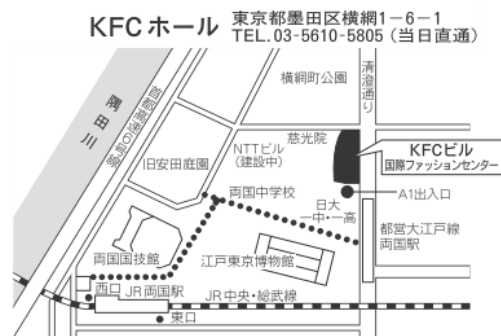 KFCホール
東京都墨田区横網1-6-1
TEL.03-5610-5805 (当日直通)
横網町公園
清澄通り
隅田川
首都高速6号線
旧安田庭園
NTTビル
(建設中)
慈光院
KFCビル
国際ファッションセンター
両国中学校
日大
一中・一高
A1出入口
都営大江戸線
両国駅
両国国技館
江戸東京博物館
西口
JR両国駅
JR中央・総武線
東口